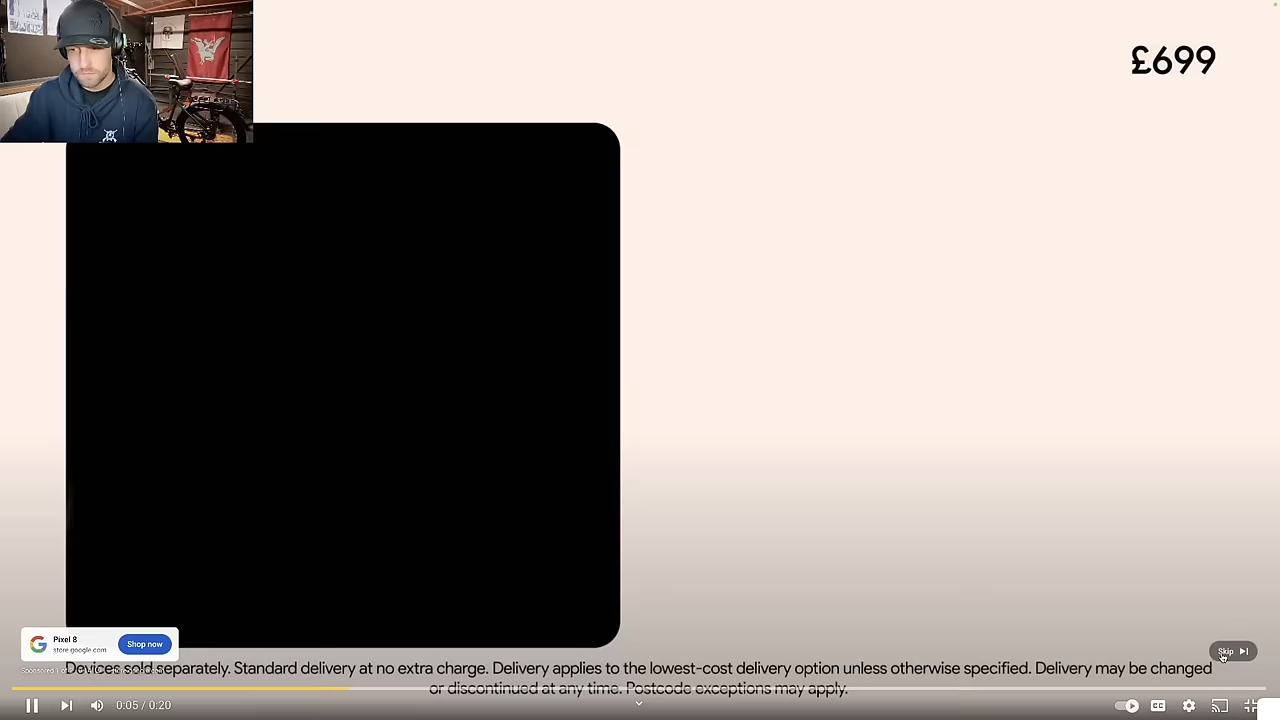 £699
Pixel 8
store.google.com
Shop now
Skip
Devices sold separately. Standard delivery at no extra charge. Delivery applies to the lowest-cost delivery option unless otherwise specified. Delivery may be changed
or discontinued at any time. Postcode exceptions may apply.
0:05 / 0:20
CC